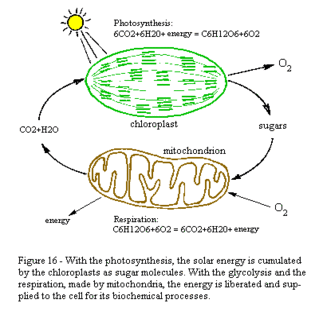 Photosynthesis:
6CO2+6H20+ energy = C6H12O6+6O2
O2
chloroplast
CO2+H2O
sugars
mitochondrion
energy
O2
Respiration:
C6H12O6+6O2 = 6CO2+6H20+ energy
Figure 16 - With the photosynthesis, the solar energy is cumulated
by the chloroplasts as sugar molecules. With the glycolysis and the
respiration, made by mitochondria, the energy is liberated and sup-
plied to the cell for its biochemical processes.